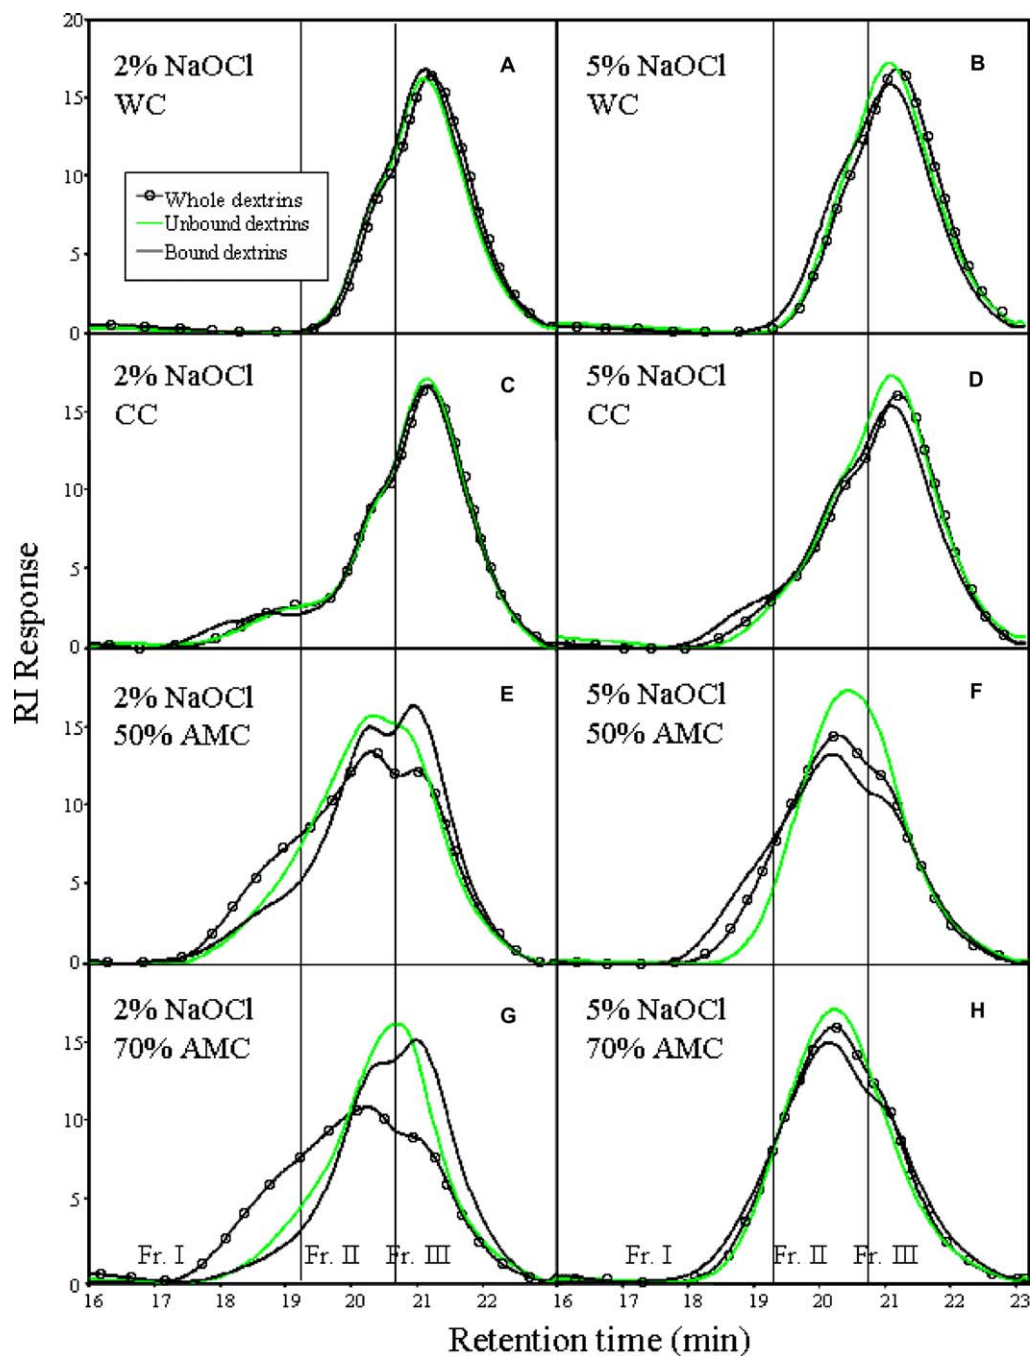 20
15
10
5
0
2% NaOCl
WC
A
Whole dextrins
Unbound dextrins
Bound dextrins
5% NaOCl
WC
B
15
10
5
0
2% NaOCl
CC
C
5% NaOCl
CC
D
RI Response
15
10
5
0
2% NaOCl
50% AMC
E
5% NaOCl
50% AMC
F
15
10
5
0
2% NaOCl
70% AMC
G
Fr. I
Fr. II
Fr. III
5% NaOCl
70% AMC
H
Fr. I
Fr. II
Fr. III
16 17 18 19 20 21 22 16 17 18 19 20 21 22 23
Retention time (min)